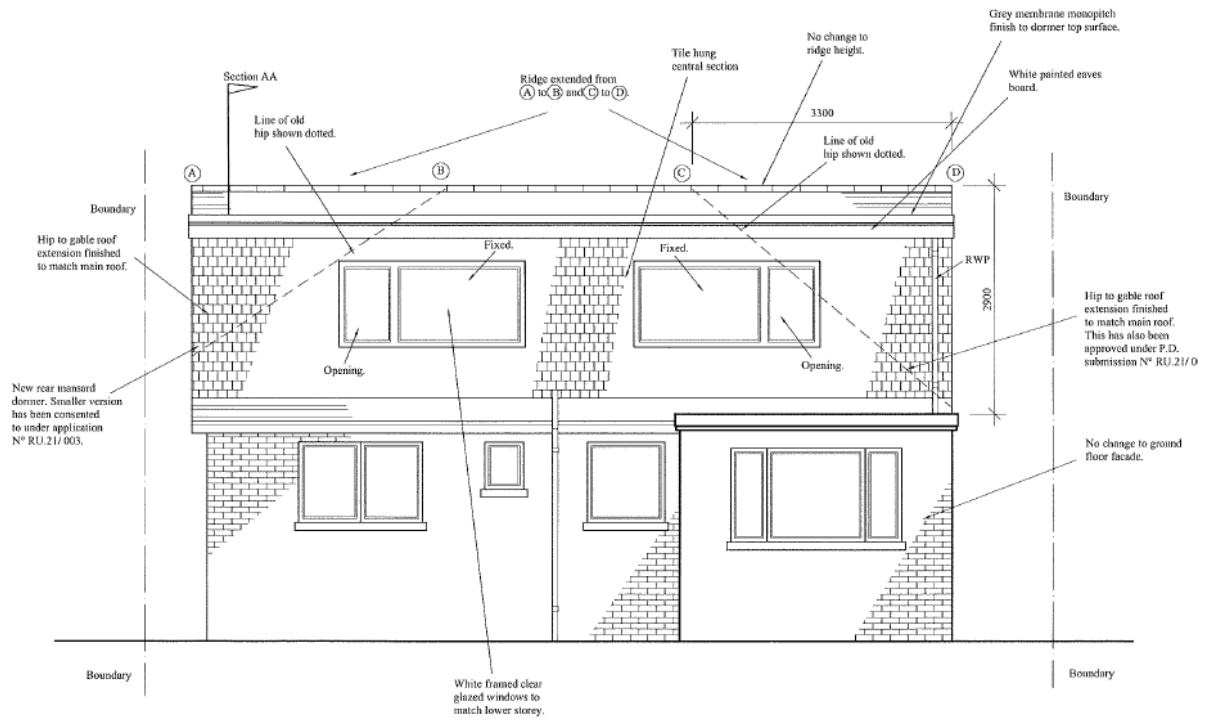 Grey membrane monopitch
finish to dormer top surface.
No change to
ridge height.
Tile hung
central section
Section AA
Ridge extended from
A to B and C to D.
White painted eaves
board.
3300
Line of old
hip shown dotted.
Line of old
hip shown dotted.
A
B
C
D
Boundary
Boundary
Hip to gable roof
extension finished
to match main roof.
Fixed.
Fixed.
RWP
2900
Hip to gable roof
extension finished
to match main roof.
This has also been
approved under P.D.
submission Nº RU.21/ 0
Opening.
Opening.
New rear mansard
dormer. Smaller version
has been consented
to under application
Nº RU.21/ 003.
No change to ground
floor facade.
Boundary
Boundary
White framed clear
glazed windows to
match lower storey.